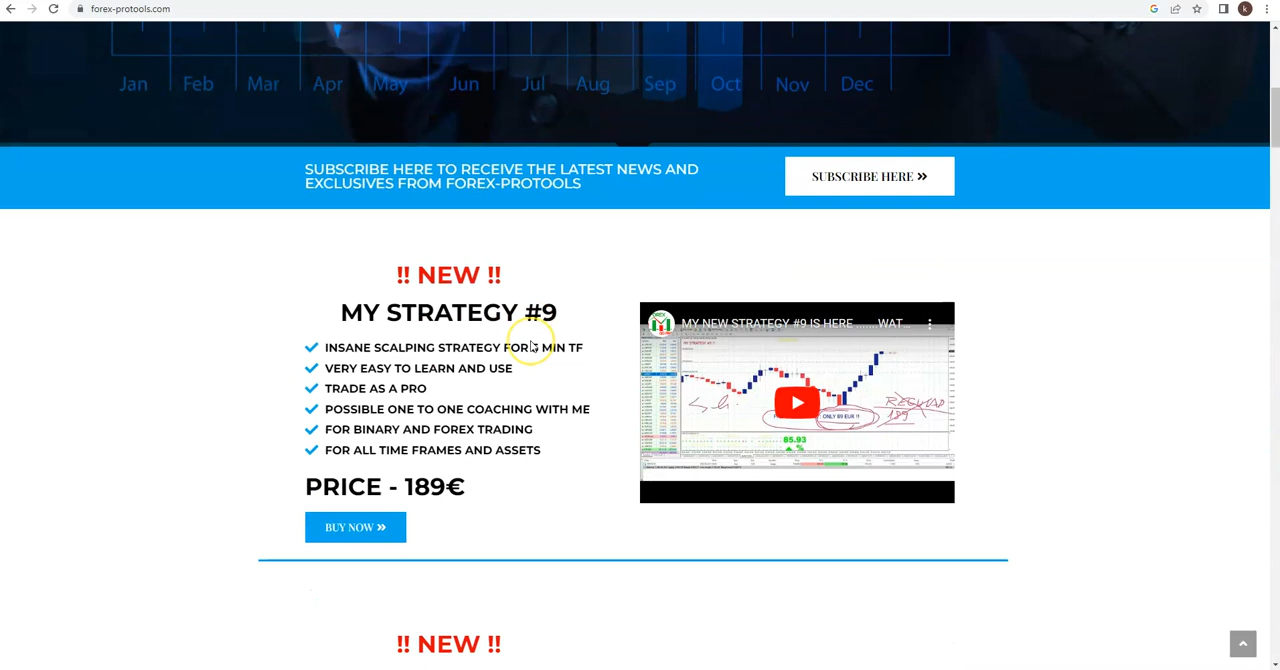 forex-protools.com
Jan Feb Mar Apr May Jun Jul Aug Sep Oct Nov Dec
SUBSCRIBE HERE TO RECEIVE THE LATEST NEWS AND
EXCLUSIVES FROM FOREX-PROTOOLS
SUBSCRIBE HERE »
!! NEW !!
MY STRATEGY #9
INSANE SCALPING STRATEGY FOR MIN TF
VERY EASY TO LEARN AND USE
TRADE AS A PRO
POSSIBLE ONE TO ONE COACHING WITH ME
FOR BINARY AND FOREX TRADING
FOR ALL TIME FRAMES AND ASSETS
PRICE - 189€
BUY NOW »
MY NEW STRATEGY #9 IS HERE .......WAT...
REGULAR
189
ONLY 89 EUR !!
85.93
%
!! NEW !!